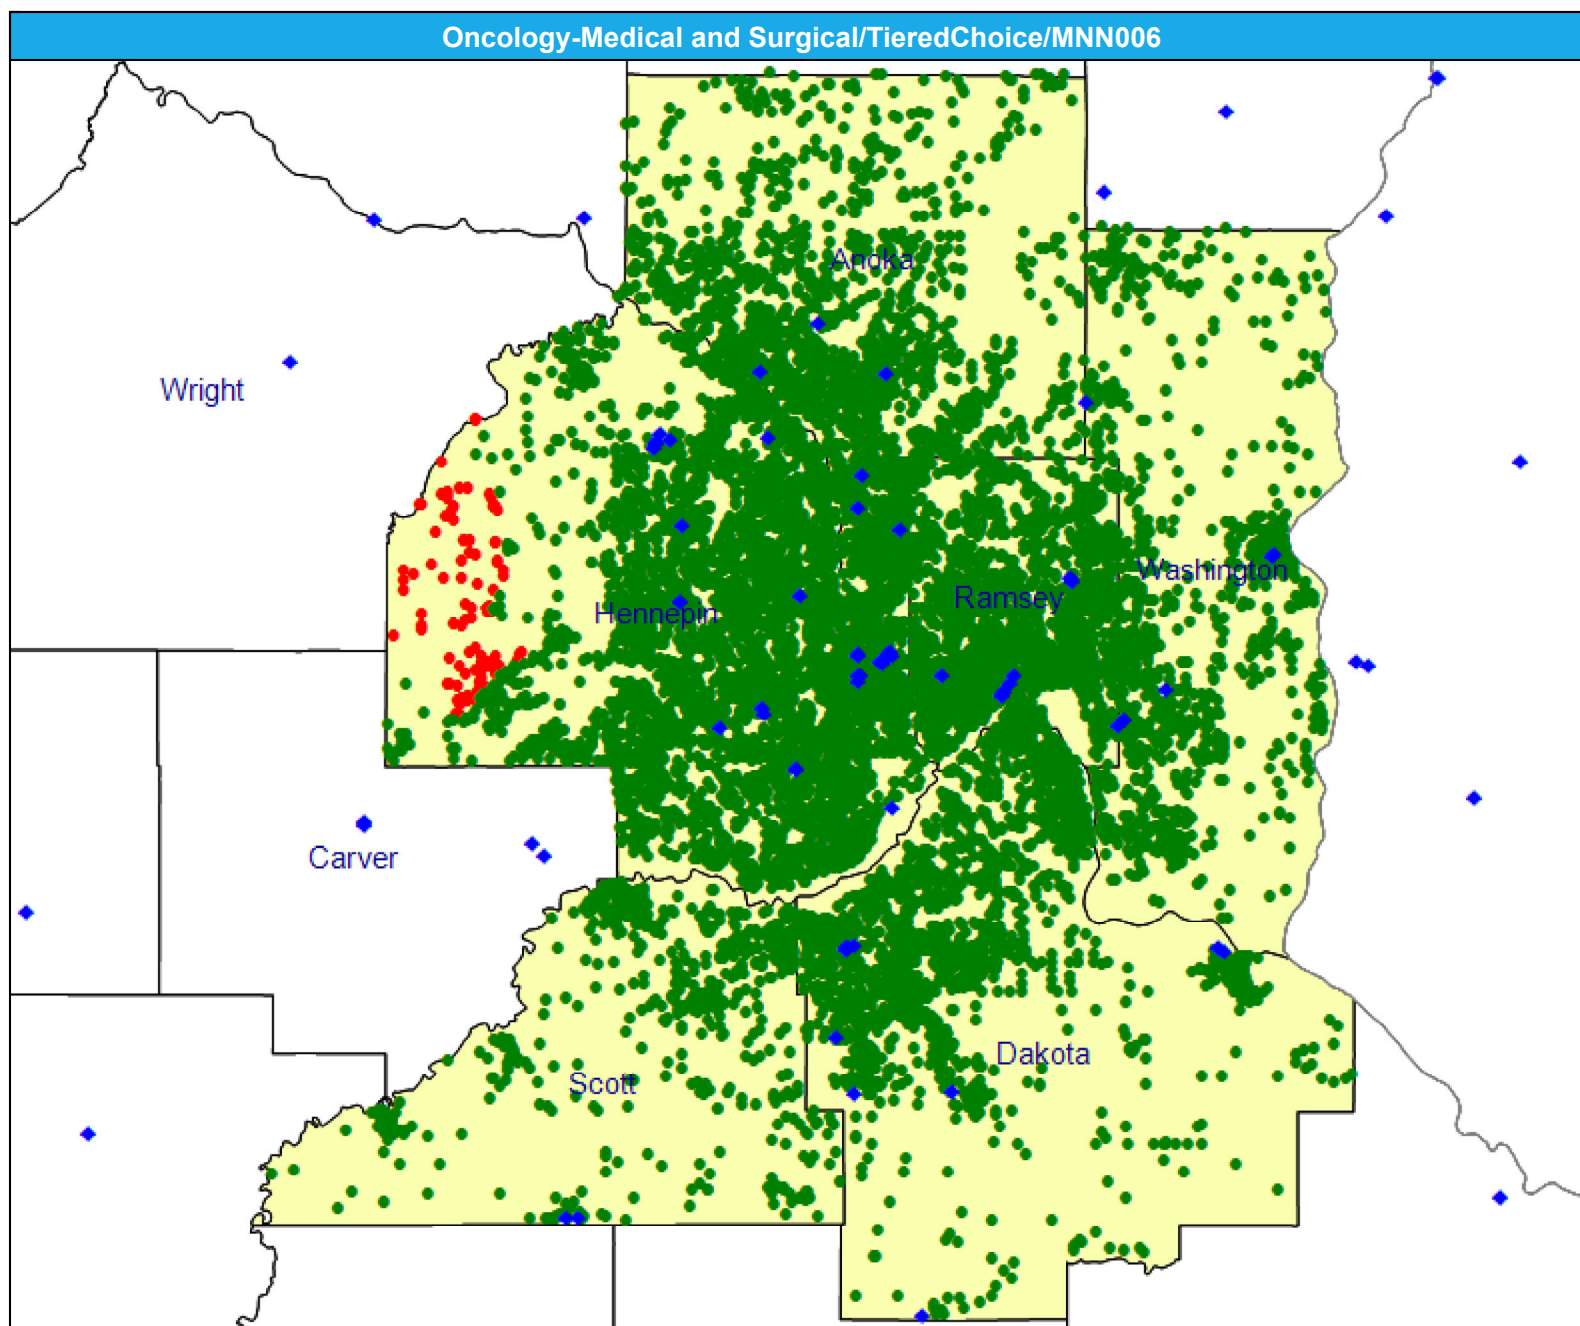 Oncology-Medical and Surgical/TieredChoice/MNN006
Anoka
Wright
Washington
Ramsey
Hennepin
Carver
Dakota
Scott